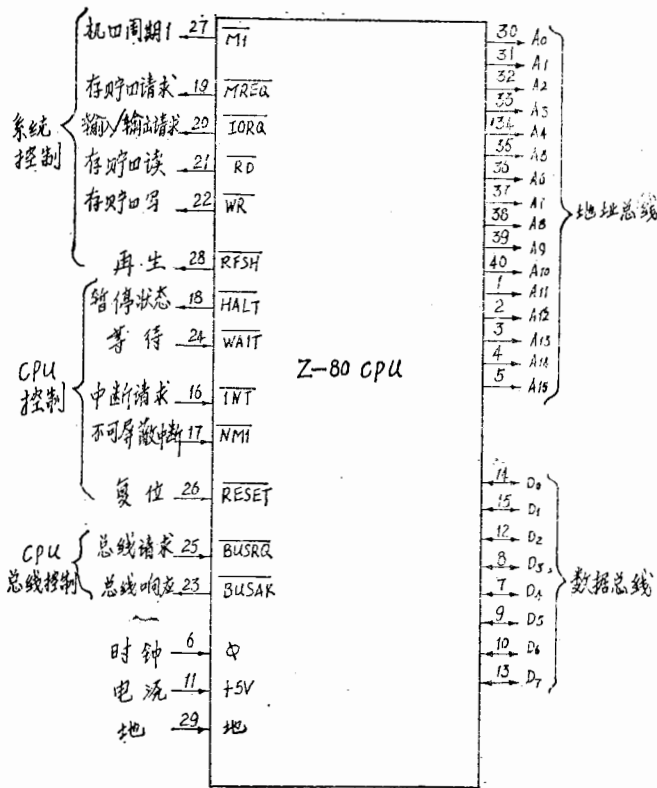 机四周期1 27 M1
存贮四请求 19 MREQ
输入/输出请求 20 IORQ
存贮四读 21 RD
存贮四写 22 WR
再生 28 RFSH
系统
控制
暂停状态 18 HALT
等待 24 WAIT
中断请求 16 INT
不可屏蔽中断 17 NMI
复位 26 RESET
CPU
控制
总线请求 25 BUSRQ
总线响应 23 BUSAK
CPU
总线控制
时钟 6 Φ
电流 11 +5V
地 29 地
Z-80 CPU
30 A0
31 A1
32 A2
33 A3
34 A4
35 A5
36 A6
37 A7
38 A8
39 A9
40 A10
1 A11
2 A12
3 A13
4 A14
5 A15
地址总线
14 D0
15 D1
12 D2
8 D3
7 D4
9 D5
10 D6
13 D7
数据总线